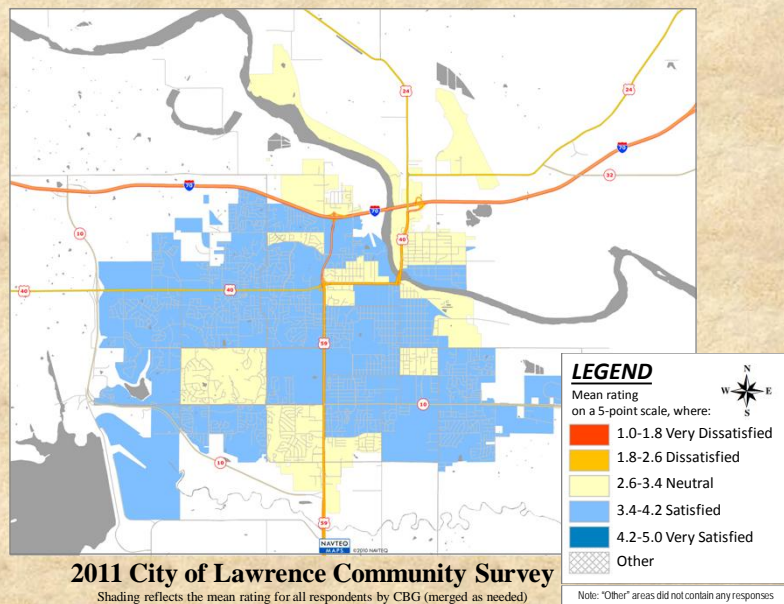 24
24
70
70
32
70
10
40
40
40
59
10
10
59
NAVTEQ
MAPS
©2010 NAVTEQ
LEGEND
Mean rating
on a 5-point scale, where:
N
W
E
S
1.0-1.8 Very Dissatisfied
1.8-2.6 Dissatisfied
2.6-3.4 Neutral
3.4-4.2 Satisfied
4.2-5.0 Very Satisfied
Other
2011 City of Lawrence Community Survey
Shading reflects the mean rating for all respondents by CBG (merged as needed)
Note: "Other" areas did not contain any responses